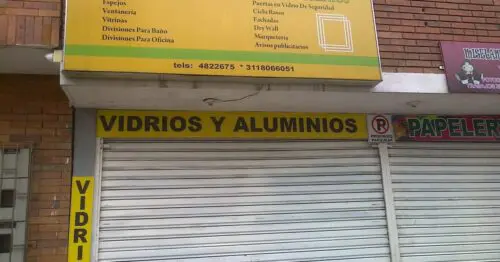 Espejos
Ventanería
Vitrinas
Divisiones Para Baño
Divisiones Para Oficina
Puertas en Vidrio De Seguridad
Cielo Rasos
Fachadas
Dry Wall
Marqueteria
Avisos publicitarios
tels: 4822675 * 3118066051
VIDRIOS Y ALUMINIOS
PAPELER
VIDRI